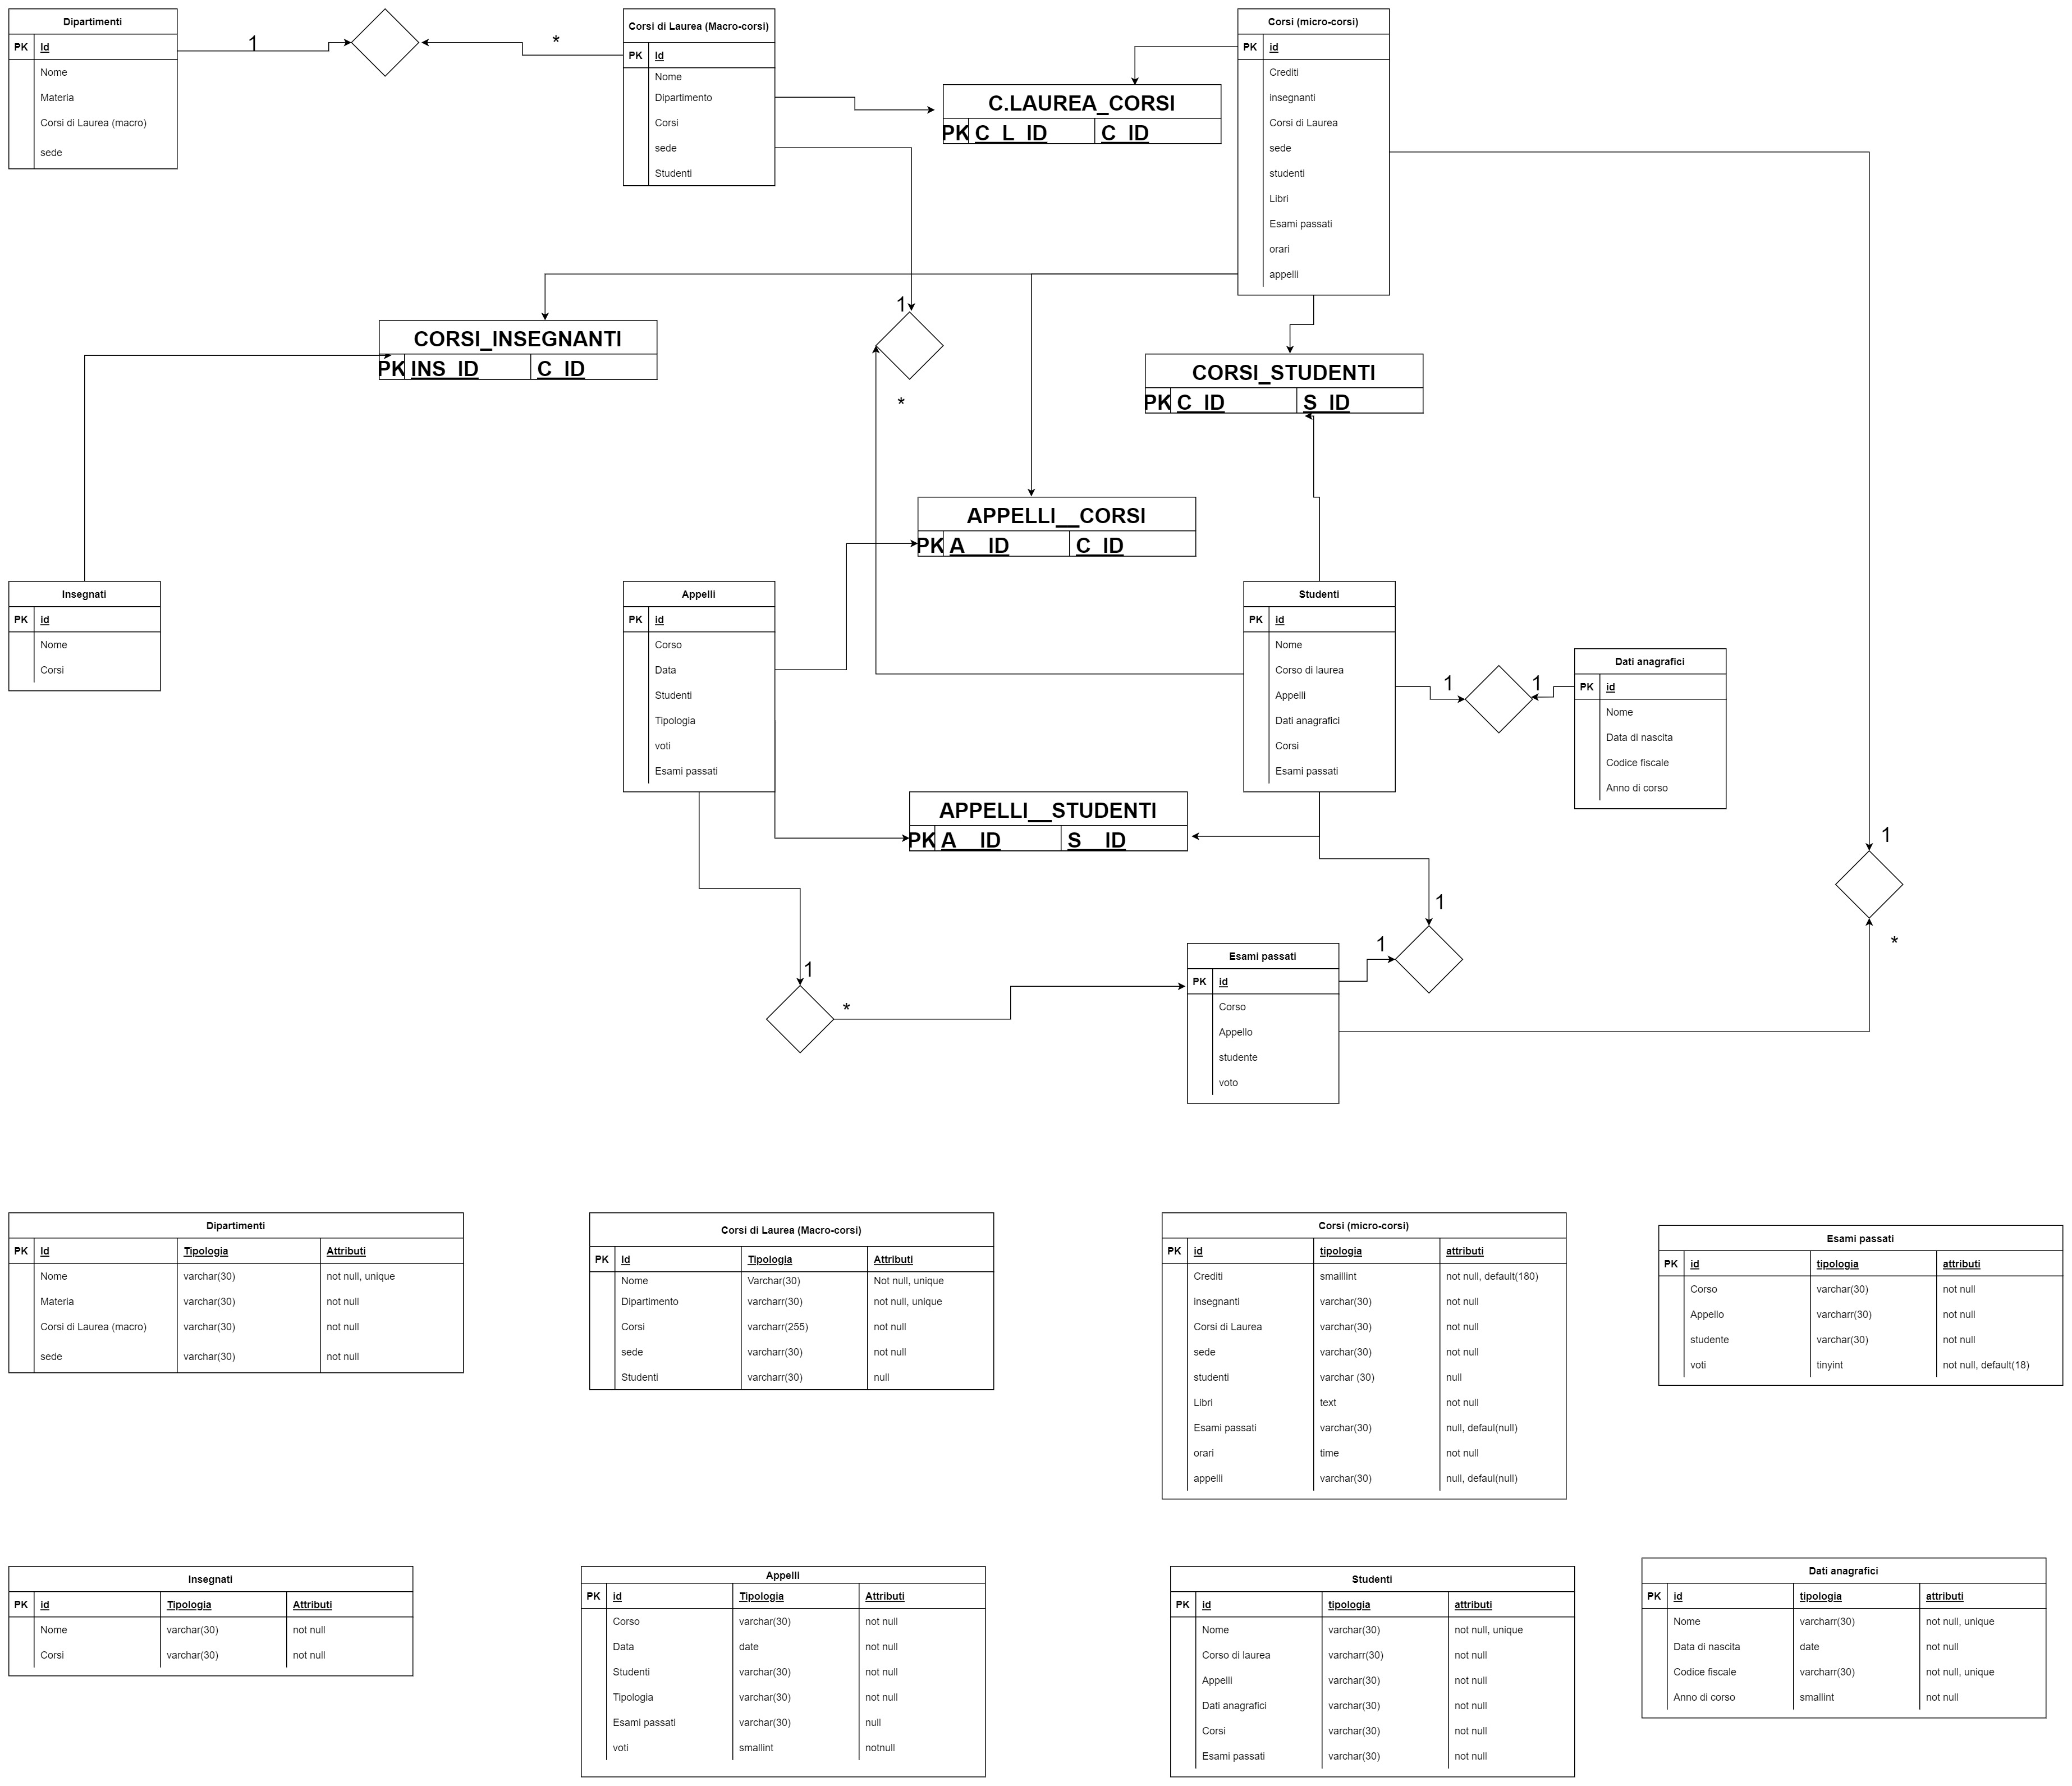 Dipartimenti
PK Id
Nome
Materia
Corsi di Laurea (macro)
sede
1
*
Corsi di Laurea (Macro-corsi)
PK Id
Nome
Dipartimento
Corsi
sede
Studenti
C.LAUREA_CORSI
PK C_L_ID C_ID
Corsi (micro-corsi)
PK id
Crediti
insegnanti
Corsi di Laurea
sede
studenti
Libri
Esami passati
orari
appelli
CORSI_INSEGNANTI
PK INS_ID C_ID
1
*
CORSI_STUDENTI
PK C_ID S_ID
APPELLI__CORSI
PK A__ID C_ID
Insegnati
PK id
Nome
Corsi
Appelli
PK id
Corso
Data
Studenti
Tipologia
voti
Esami passati
Studenti
PK id
Nome
Corso di laurea
Appelli
Dati anagrafici
Corsi
Esami passati
1
1
Dati anagrafici
PK id
Nome
Data di nascita
Codice fiscale
Anno di corso
APPELLI__STUDENTI
PK A__ID S__ID
1
*
1
1
1
*
Esami passati
PK id
Corso
Appello
studente
voto
Dipartimenti
PK Id Tipologia Attributi
Nome varchar(30) not null, unique
Materia varchar(30) not null
Corsi di Laurea (macro) varchar(30) not null
sede varchar(30) not null
Corsi di Laurea (Macro-corsi)
PK Id Tipologia Attributi
Nome Varchar(30) Not null, unique
Dipartimento varcharr(30) not null, unique
Corsi varcharr(255) not null
sede varcharr(30) not null
Studenti varcharr(30) null
Corsi (micro-corsi)
PK id tipologia attributi
Crediti smaillint not null, default(180)
insegnanti varchar(30) not null
Corsi di Laurea varchar(30) not null
sede varchar(30) not null
studenti varchar (30) null
Libri text not null
Esami passati varchar(30) null, defaul(null)
orari time not null
appelli varchar(30) null, defaul(null)
Esami passati
PK id tipologia attributi
Corso varchar(30) not null
Appello varcharr(30) not null
studente varchar(30) not null
voti tinyint not null, default(18)
Insegnati
PK id Tipologia Attributi
Nome varchar(30) not null
Corsi varchar(30) not null
Appelli
PK id Tipologia Attributi
Corso varchar(30) not null
Data date not null
Studenti varchar(30) not null
Tipologia varchar(30) not null
Esami passati varchar(30) null
voti smallint notnull
Studenti
PK id tipologia attributi
Nome varchar(30) not null, unique
Corso di laurea varcharr(30) not null
Appelli varchar(30) not null
Dati anagrafici varchar(30) not null
Corsi varchar(30) not null
Esami passati varchar(30) not null
Dati anagrafici
PK id tipologia attributi
Nome varcharr(30) not null, unique
Data di nascita date not null
Codice fiscale varcharr(30) not null, unique
Anno di corso smallint not null